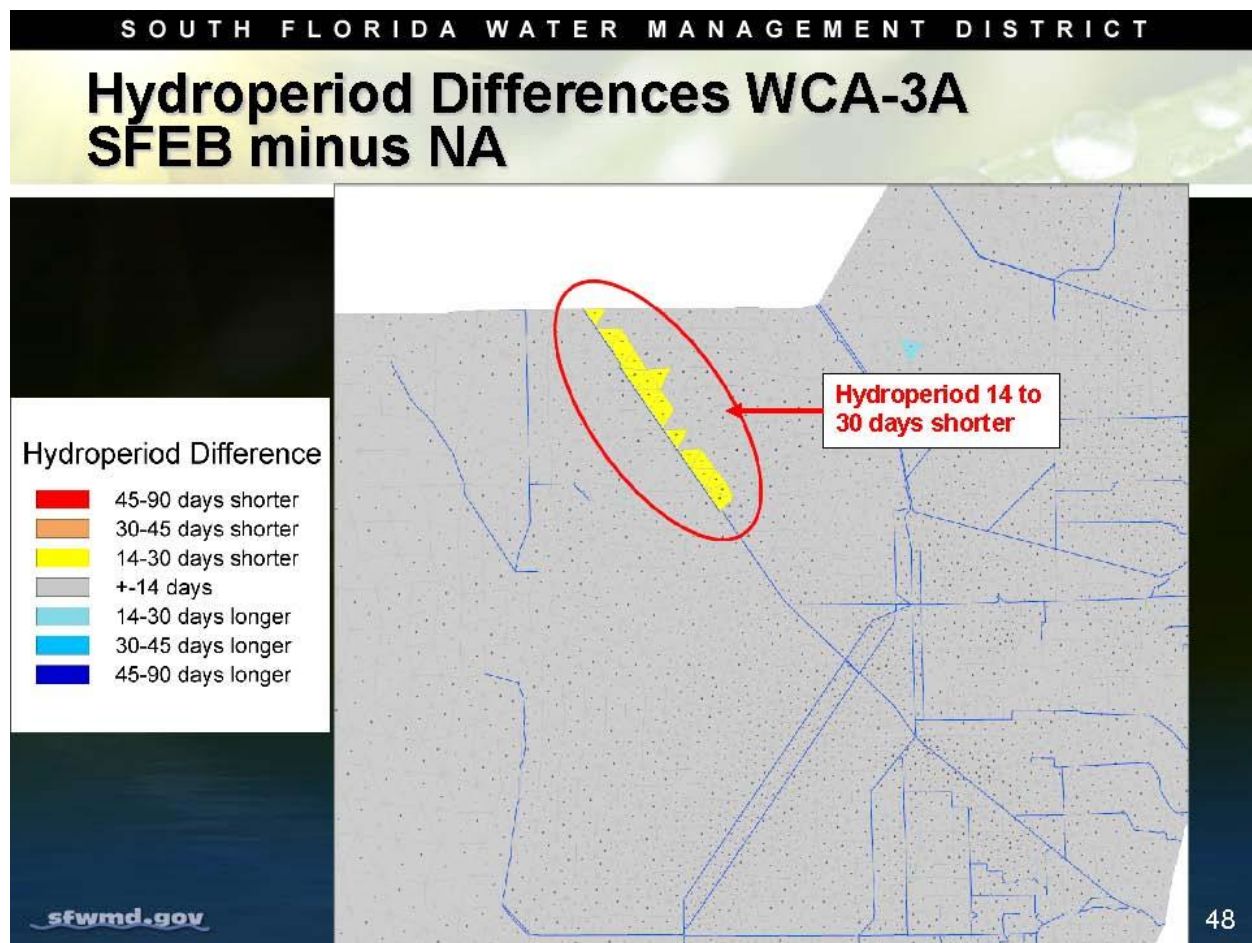 SOUTH FLORIDA WATER MANAGEMENT DISTRICT
Hydroperiod Differences WCA-3A
SFEB minus NA
Hydroperiod 14 to
30 days shorter
Hydroperiod Difference
45-90 days shorter
30-45 days shorter
14-30 days shorter
+-14 days
14-30 days longer
30-45 days longer
45-90 days longer
sfwmd.gov
48